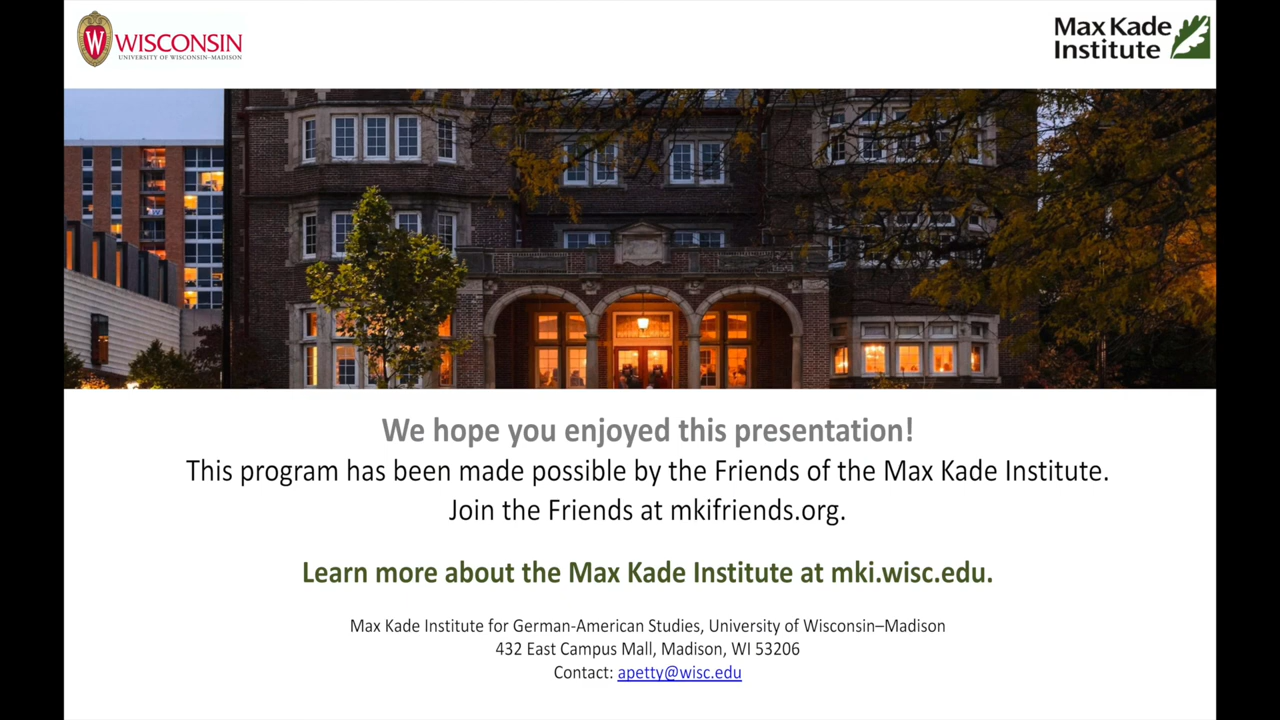 W
WISCONSIN
UNIVERSITY OF WISCONSIN–MADISON
Max Kade
Institute
We hope you enjoyed this presentation!
This program has been made possible by the Friends of the Max Kade Institute.
Join the Friends at mkifriends.org.
Learn more about the Max Kade Institute at mki.wisc.edu.
Max Kade Institute for German-American Studies, University of Wisconsin–Madison
432 East Campus Mall, Madison, WI 53206
Contact: apetty@wisc.edu